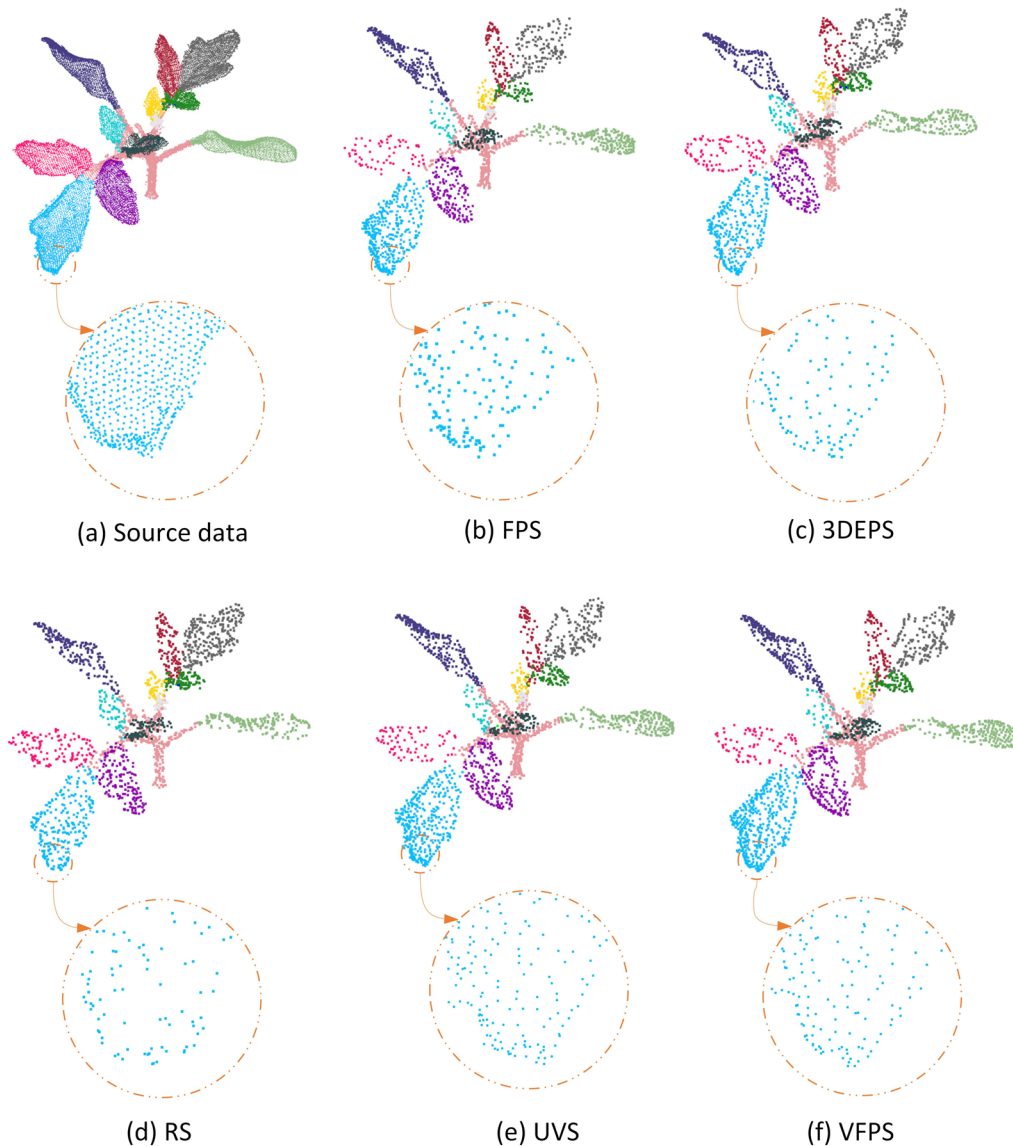 (a) Source data
(b) FPS
(c) 3DEPS
(d) RS
(e) UVS
(f) VFPS